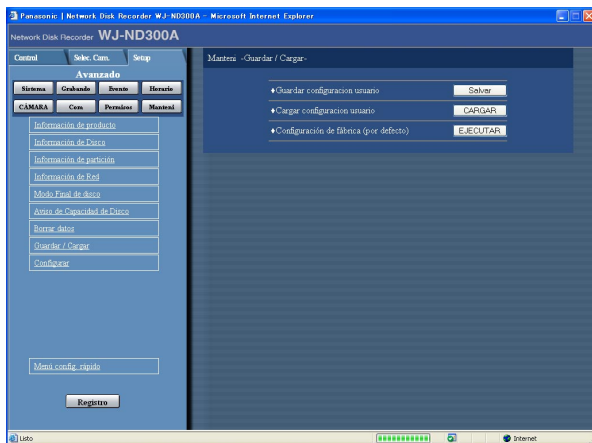 Panasonic | Network Disk Recorder WJ-ND300A - Microsoft Internet Explorer
Network Disk Recorder WJ-ND300A
Control Selec. Cam. Setup
Avanzado
Sistema Grabando Evento Horario
CÁMARA Com Permisos Manteni
Información de producto
Información de Disco
Información de partición
Información de Red
Modo Final de disco
Aviso de Capacidad de Disco
Borrar datos
Guardar / Cargar
Configurar
Menú config. rápido
Registro
Manteni -Guardar / Cargar-
♦Guardar configuracion usuario Salver
♦Cargar configuracion usuario CARGAR
♦Configuración de fábrica (por defecto) EJECUTAR
Listo Internet